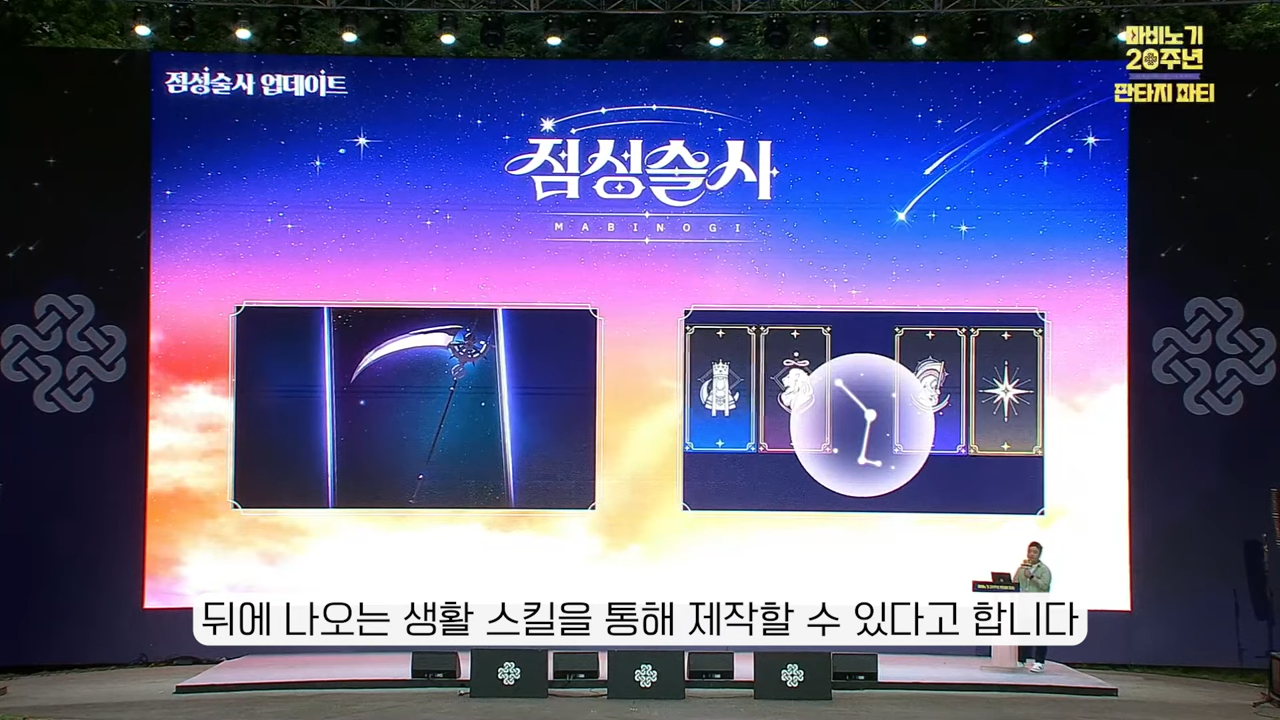 마비노기
20주년
판타지 파티
점성술사 업데이트
점성술사
MABINOGI
뒤에 나오는 생활 스킬을 통해 제작할 수 있다고 합니다